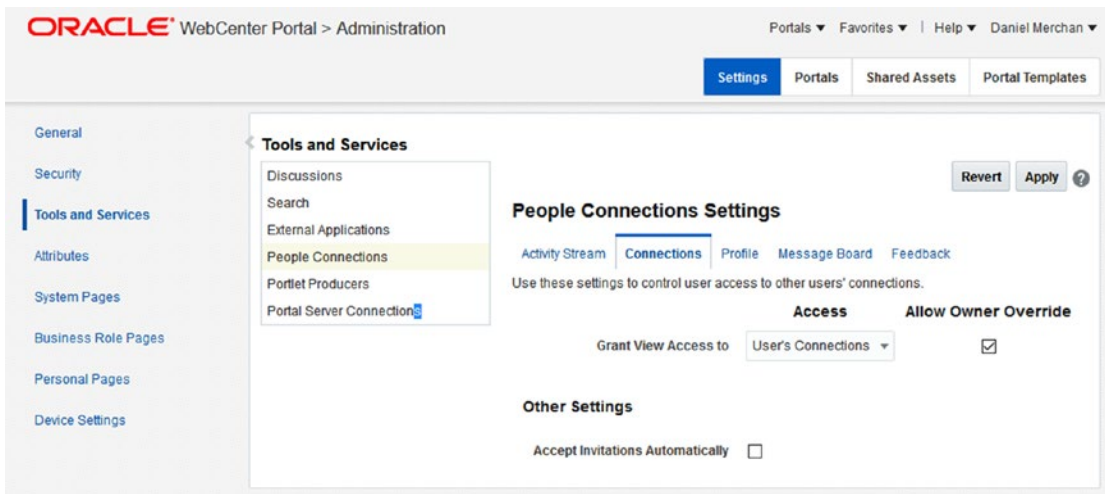 ORACLE® WebCenter Portal > Administration
Portals Favorites | Help Daniel Merchan
Settings Portals Shared Assets Portal Templates
General
Security
Tools and Services
Attributes
System Pages
Business Role Pages
Personal Pages
Device Settings
Tools and Services
Discussions
Search
External Applications
People Connections
Portlet Producers
Portal Server Connections
Revert Apply ?
People Connections Settings
Activity Stream Connections Profile Message Board Feedback
Use these settings to control user access to other users' connections.
Access Allow Owner Override
Grant View Access to User's Connections
Other Settings
Accept Invitations Automatically